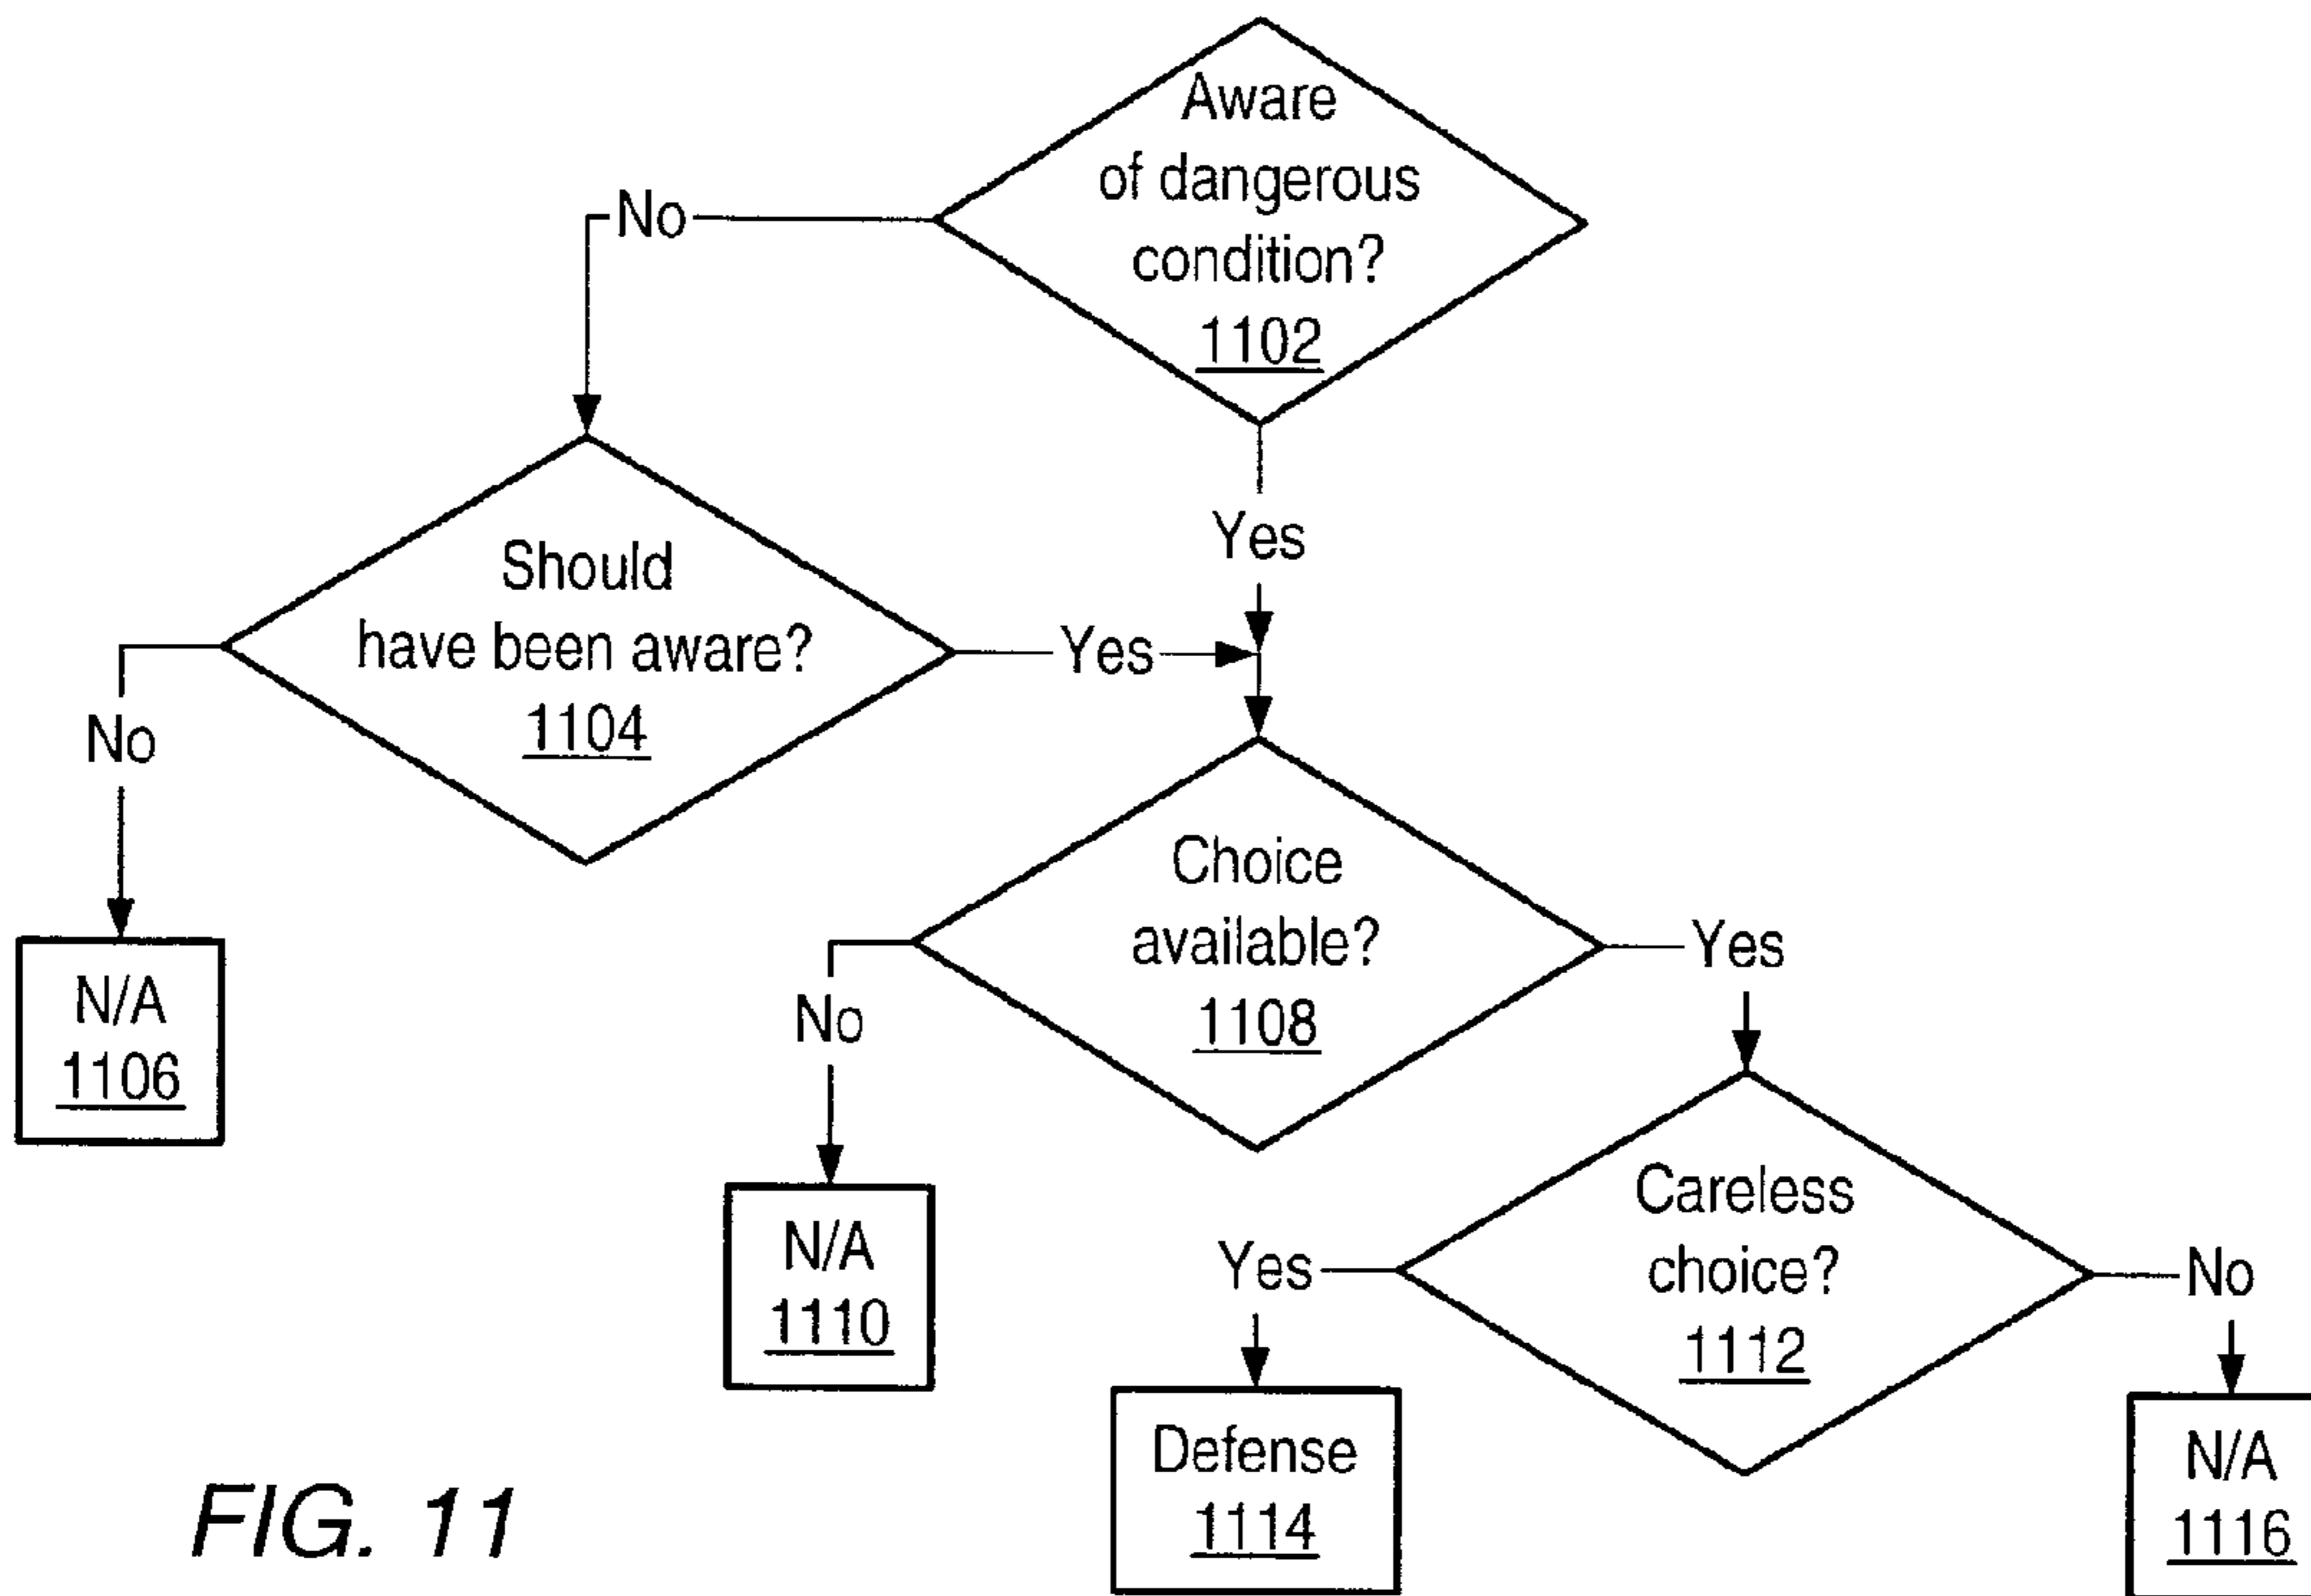 Aware
of dangerous
condition?
1102
No
Yes
Should
have been aware?
1104
Yes
No
N/A
1106
Choice
available?
1108
No
Yes
N/A
1110
Careless
choice?
1112
Yes
No
Defense
1114
N/A
1116
FIG. 11